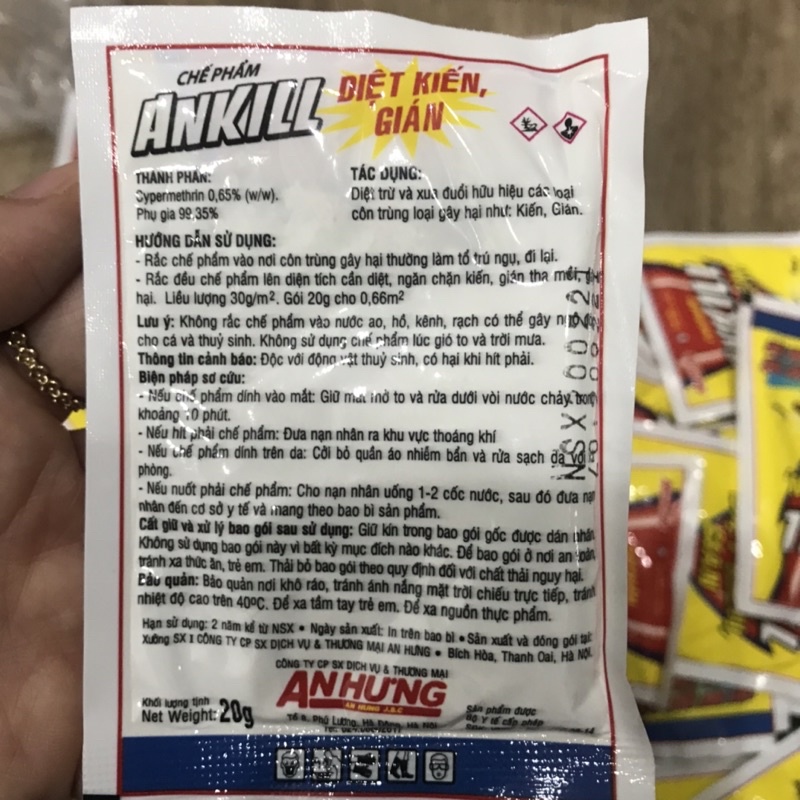 CHẾ PHẨM
ANKILL
DIỆT KIẾN,
GIÁN
THÀNH PHẦN:
Cypermethrin 0,65% (w/w).
Phụ gia 99,35%
TÁC DỤNG:
Diệt trừ và xua đuổi hữu hiệu các loại
côn trùng loại gây hại như: Kiến, Gián.
HƯỚNG DẪN SỬ DỤNG:
- Rắc chế phẩm vào nơi côn trùng gây hại thường làm tổ trú ngụ, đi lại.
- Rắc đều chế phẩm lên diện tích cần diệt, ngăn chặn kiến, gián tha mồi,
hại. Liều lượng 30g/m². Gói 20g cho 0,66m²
Lưu ý: Không rắc chế phẩm vào nước ao, hồ, kênh, rạch có thể gây
cho cá và thuỷ sinh. Không sử dụng chế phẩm lúc gió to và trời mưa.
Thông tin cảnh báo: Độc với động vật thuỷ sinh, có hại khi hít phải.
Biện pháp sơ cứu:
- Nếu chế phẩm dính vào mắt: Giữ mắt mở to và rửa dưới vòi nước chảy trong
khoảng 10 phút.
- Nếu hít phải chế phẩm: Đưa nạn nhân ra khu vực thoáng khí
- Nếu chế phẩm dính trên da: Cởi bỏ quần áo nhiễm bẩn và rửa sạch da với
phòng.
- Nếu nuốt phải chế phẩm: Cho nạn nhân uống 1-2 cốc nước, sau đó đưa nạn
nhân đến cơ sở y tế và mang theo bao bì sản phẩm.
Cất giữ và xử lý bao gói sau sử dụng: Giữ kín trong bao gói gốc được dán nhãn.
Không sử dụng bao gói này vì bất kỳ mục đích nào khác. Để bao gói ở nơi an toàn,
tránh xa thức ăn, trẻ em. Thải bỏ bao gói theo quy định đối với chất thải nguy hại.
Bảo quản: Bảo quản nơi khô ráo, tránh ánh nắng mặt trời chiếu trực tiếp, tránh
nhiệt độ cao trên 40ºC. Để xa tầm tay trẻ em. Để xa nguồn thực phẩm.
Hạn sử dụng: 2 năm kể từ NSX • Ngày sản xuất: In trên bao bì • Sản xuất và đóng gói tại:
Xưởng SX 1 CÔNG TY CP SX DỊCH VỤ & THƯƠNG MẠI AN HƯNG • Bích Hòa, Thanh Oai, Hà Nội.
CÔNG TY CP SX DỊCH VỤ & THƯƠNG MẠI
AN HƯNG
AN HUNG J.S.C
Tổ 8, Phú Lương, Hà Đông, Hà Nội
Khối lượng tịnh
Net Weight: 20g
Sản phẩm được
Bộ Y tế cấp phép
NSX